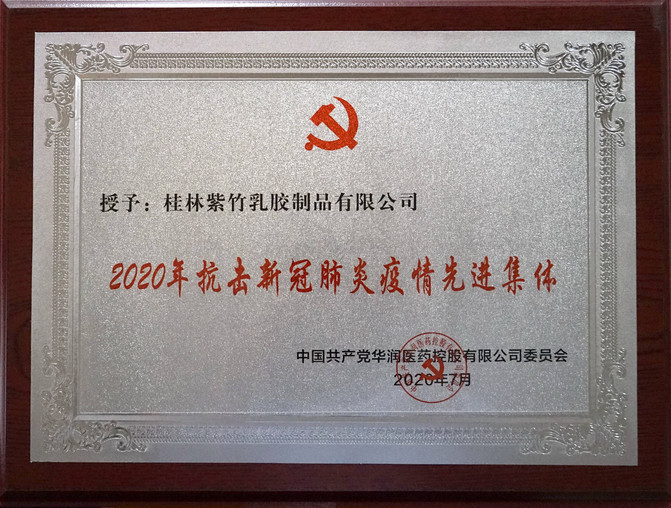 授予：桂林紫竹乳胶制品有限公司
2020年抗击新冠肺炎疫情先进集体
中国共产党华润医药控股有限公司委员会
2020年7月